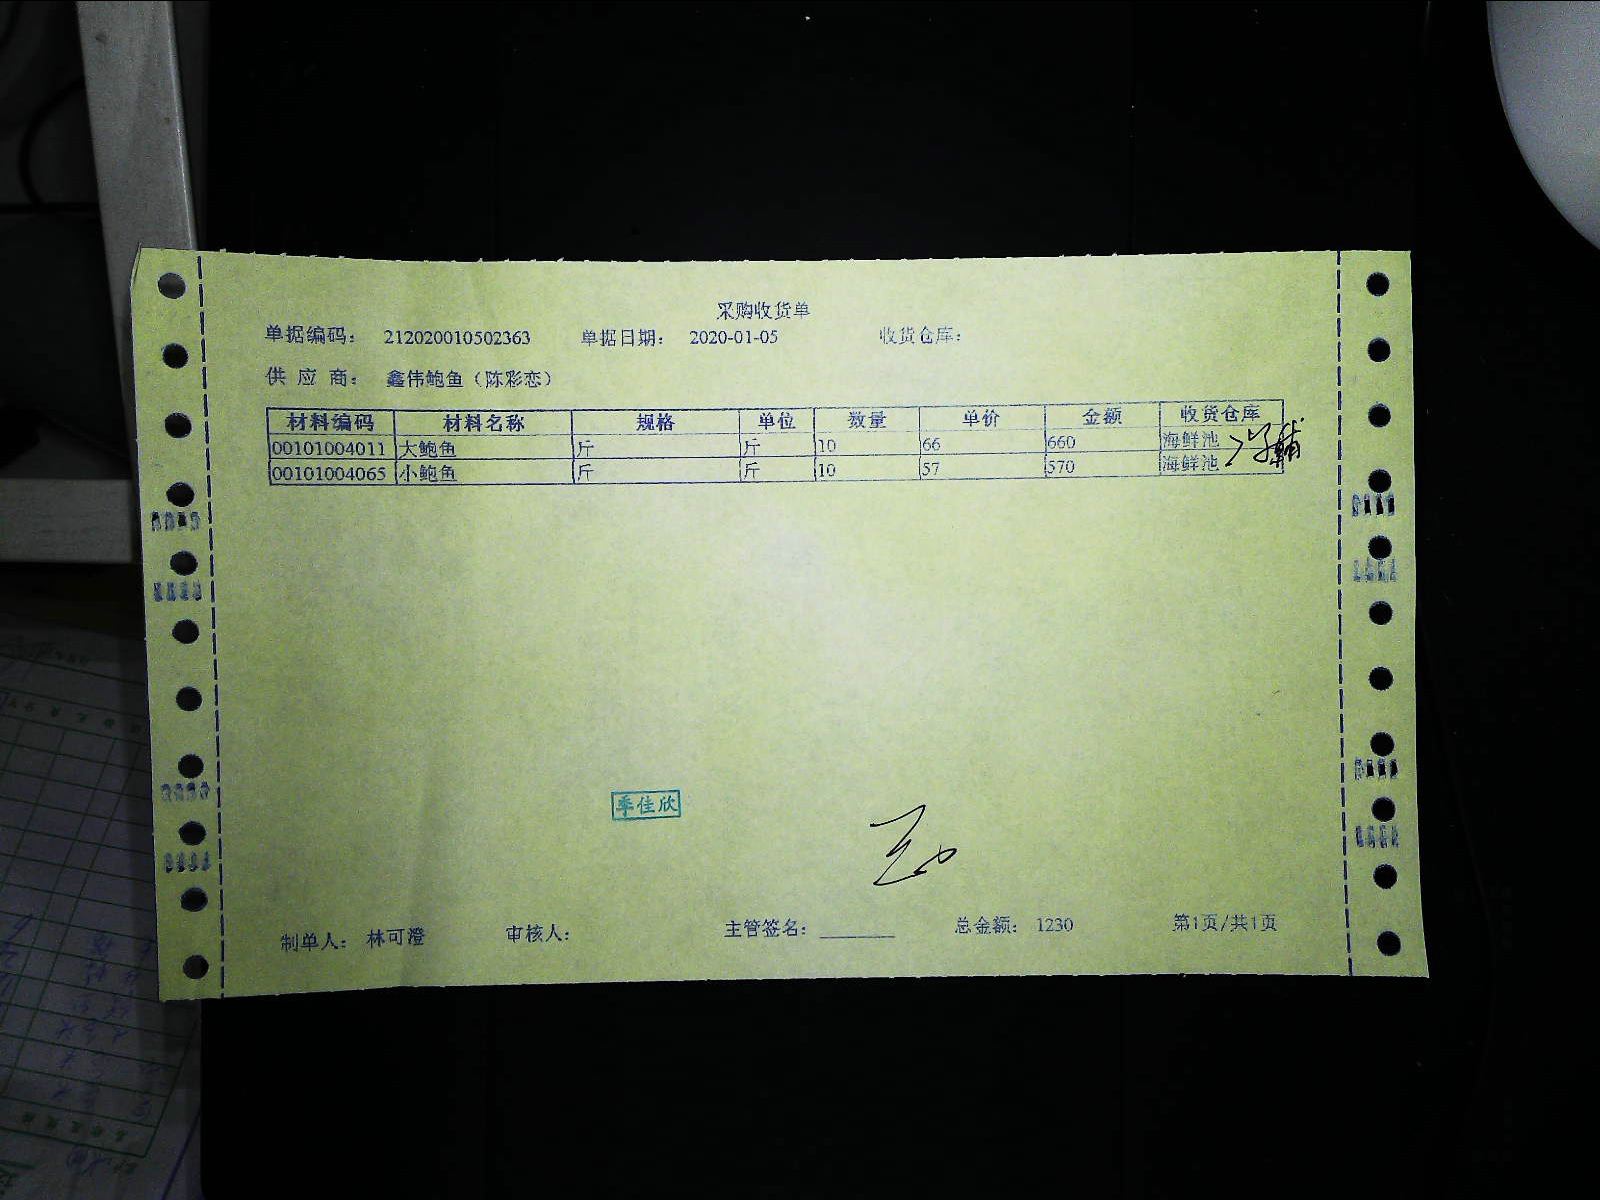 采购收货单
单据编码： 212020010502363 单据日期： 2020-01-05 收货仓库：
供应商： 鑫伟鲍鱼（陈彩恋）
材料编码 材料名称 规格 单位 数量 单价 金额 收货仓库
00101004011 大鲍鱼 斤 斤 10 66 660 海鲜池
00101004065 小鲍鱼 斤 斤 10 57 570 海鲜池
季佳欣
制单人： 林可澄 审核人： 主管签名： 总金额： 1230 第1页/共1页